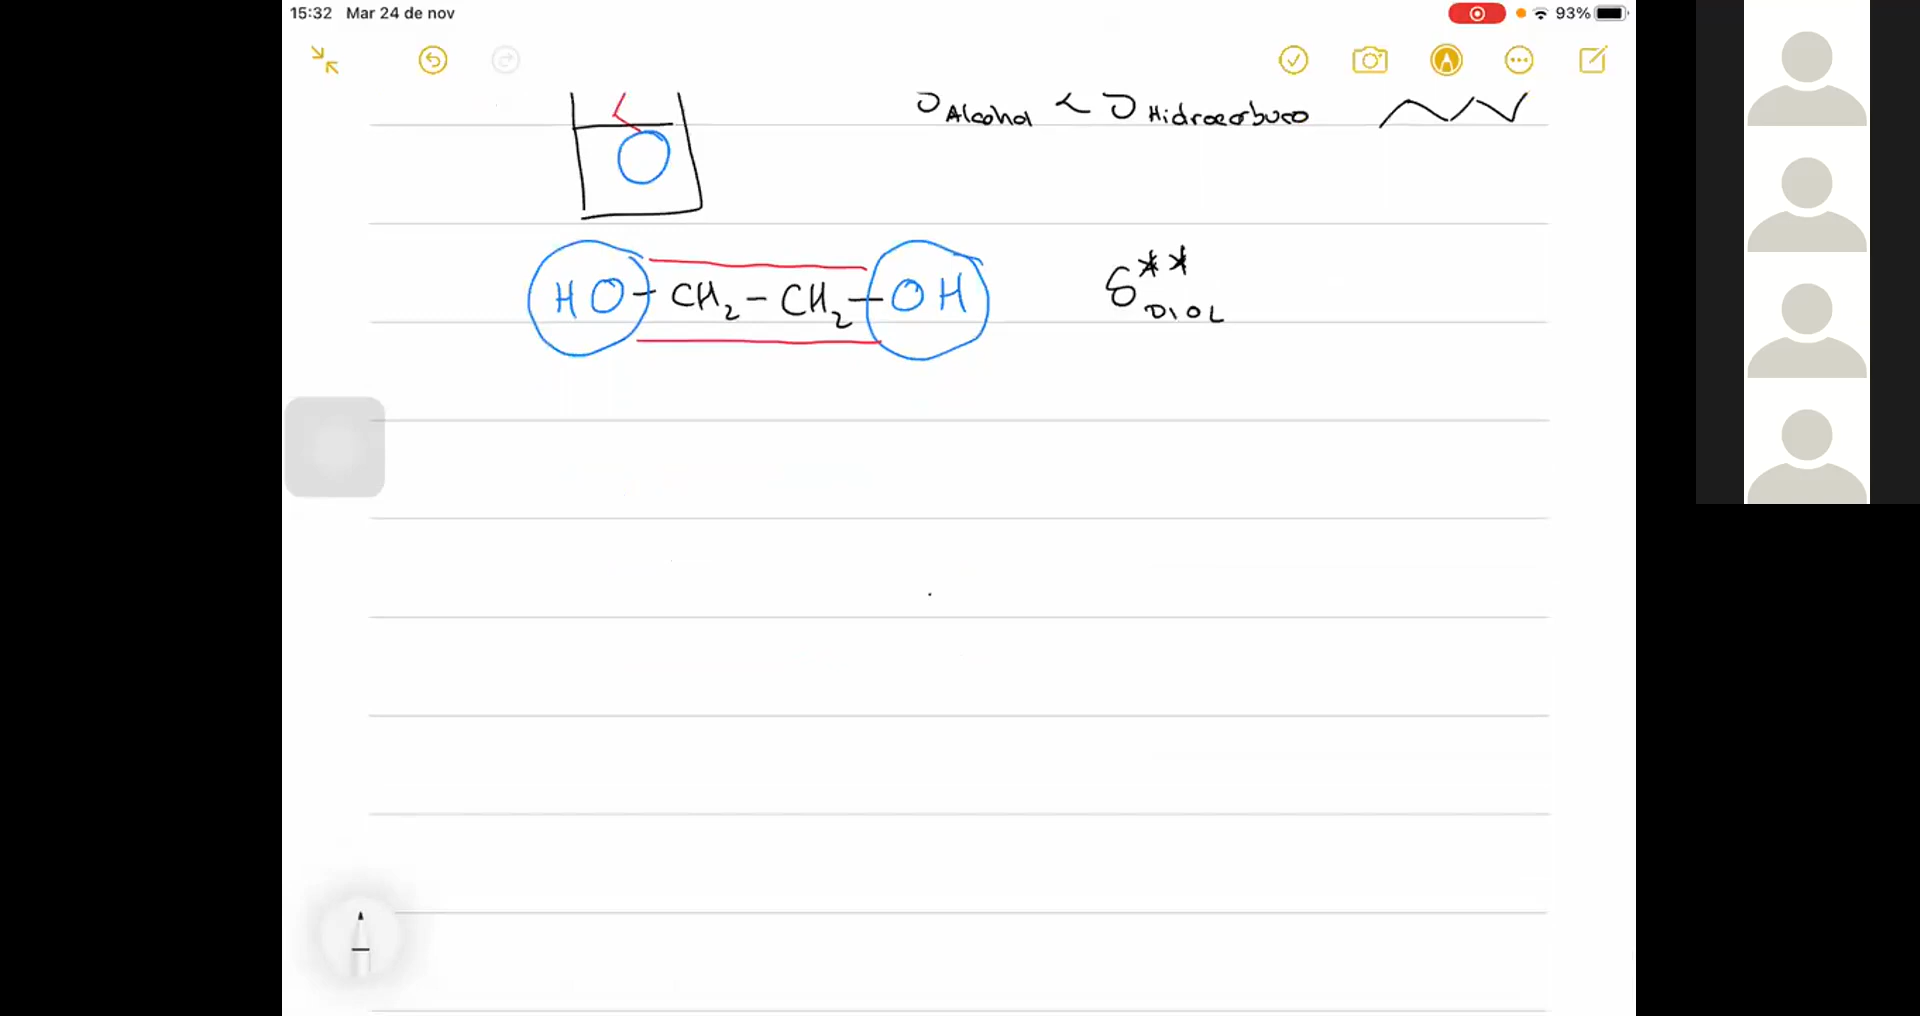 15:32 Mar 24 de nov 93%
Alcohol < Hidrocarburo
HO-CH₂-CH₂-OH δ** DIOL